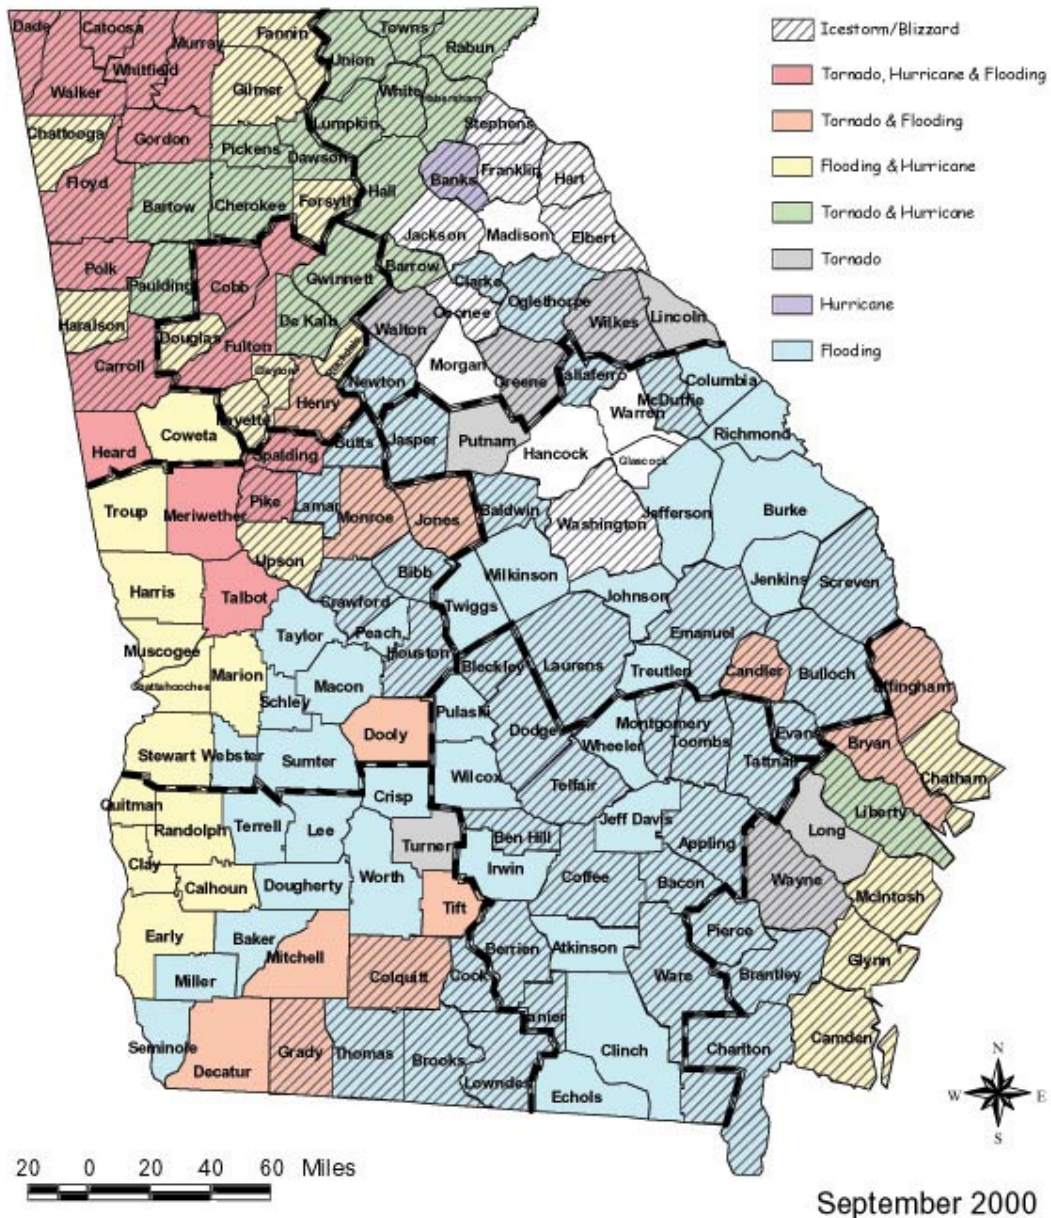 Icestorm/Blizzard
Tornado, Hurricane & Flooding
Tornado & Flooding
Flooding & Hurricane
Tornado & Hurricane
Tornado
Hurricane
Flooding
Dade Catoosa Murray Fannin Towns
Whitfield Union Rabun
Walker Gilmer White Habersham
Chattooga Gordon Lumpkin Stephens
Pickens Dawson
Floyd Banks Franklin Hart
Bartow Cherokee Forsyth Hall
Jackson Madison Elbert
Polk Paulding Cobb Gwinnett Barrow Clarke
Oglethorpe
Haralson Douglas De Kalb Walton Oconee Wilkes Lincoln
Carroll Fulton Rockdale
Clayton Morgan
Newton Greene Taliaferro Columbia
Fayette Henry McDuffie
Heard Coweta Warren
Spalding Butts Jasper Putnam Richmond
Hancock Glascock
Troup Meriwether Pike Lamar Monroe Jones Baldwin Washington Jefferson Burke
Upson
Harris Talbot Bibb Wilkinson Jenkins Screven
Crawford Twiggs Johnson
Taylor Peach Emanuel
Muscogee Houston
Chattahoochee Marion Macon Bleckley Laurens Treutlen Candler Bulloch Effingham
Schley
Stewart Webster Sumter Dooly Pulaski Dodge Montgomery
Wheeler Toombs Evans Bryan
Tattnall
Quitman Crisp Wilcox Telfair Chatham
Randolph Terrell Lee Jeff Davis Liberty
Turner Ben Hill Appling Long
Clay Calhoun Dougherty Worth Irwin Coffee Bacon Wayne
McIntosh
Early Baker Tift
Mitchell Berrien Atkinson Pierce
Miller Colquitt Cook Ware Brantley Glynn
Lanier
Seminole Decatur Grady Thomas Brooks Clinch Charlton Camden
Lowndes Echols
N
W E
S
20 0 20 40 60 Miles
September 2000